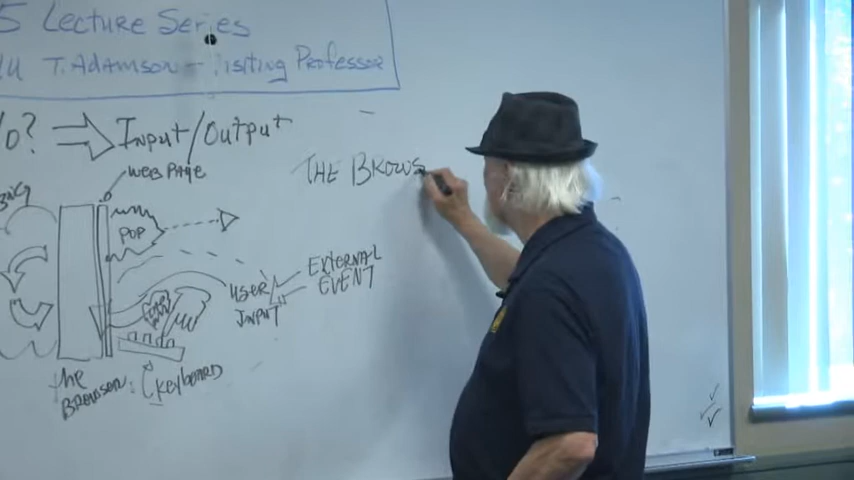 5 Lecture Series
T. Adamson - Visiting Professor
?
Input/Output
WEB PAGE
THE BROWS
POP
USER
INPUT
EXTERNAL
EVENT
the
BROWSER:
KEYBOARD